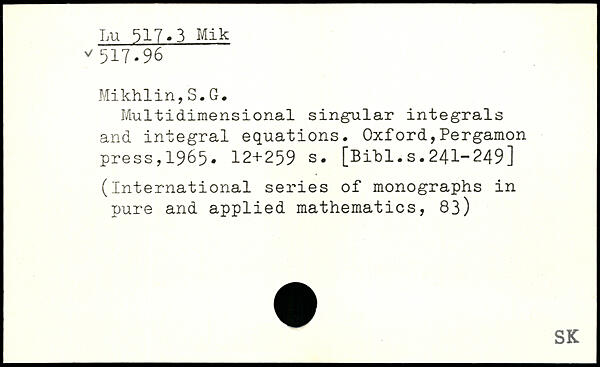 Lu 517.3 Mik
✓ 517.96
Mikhlin,S.G.
Multidimensional singular integrals
and integral equations. Oxford,Pergamon
press,1965. 12+259 s. [Bibl.s.241-249]
(International series of monographs in
pure and applied mathematics, 83)
SK